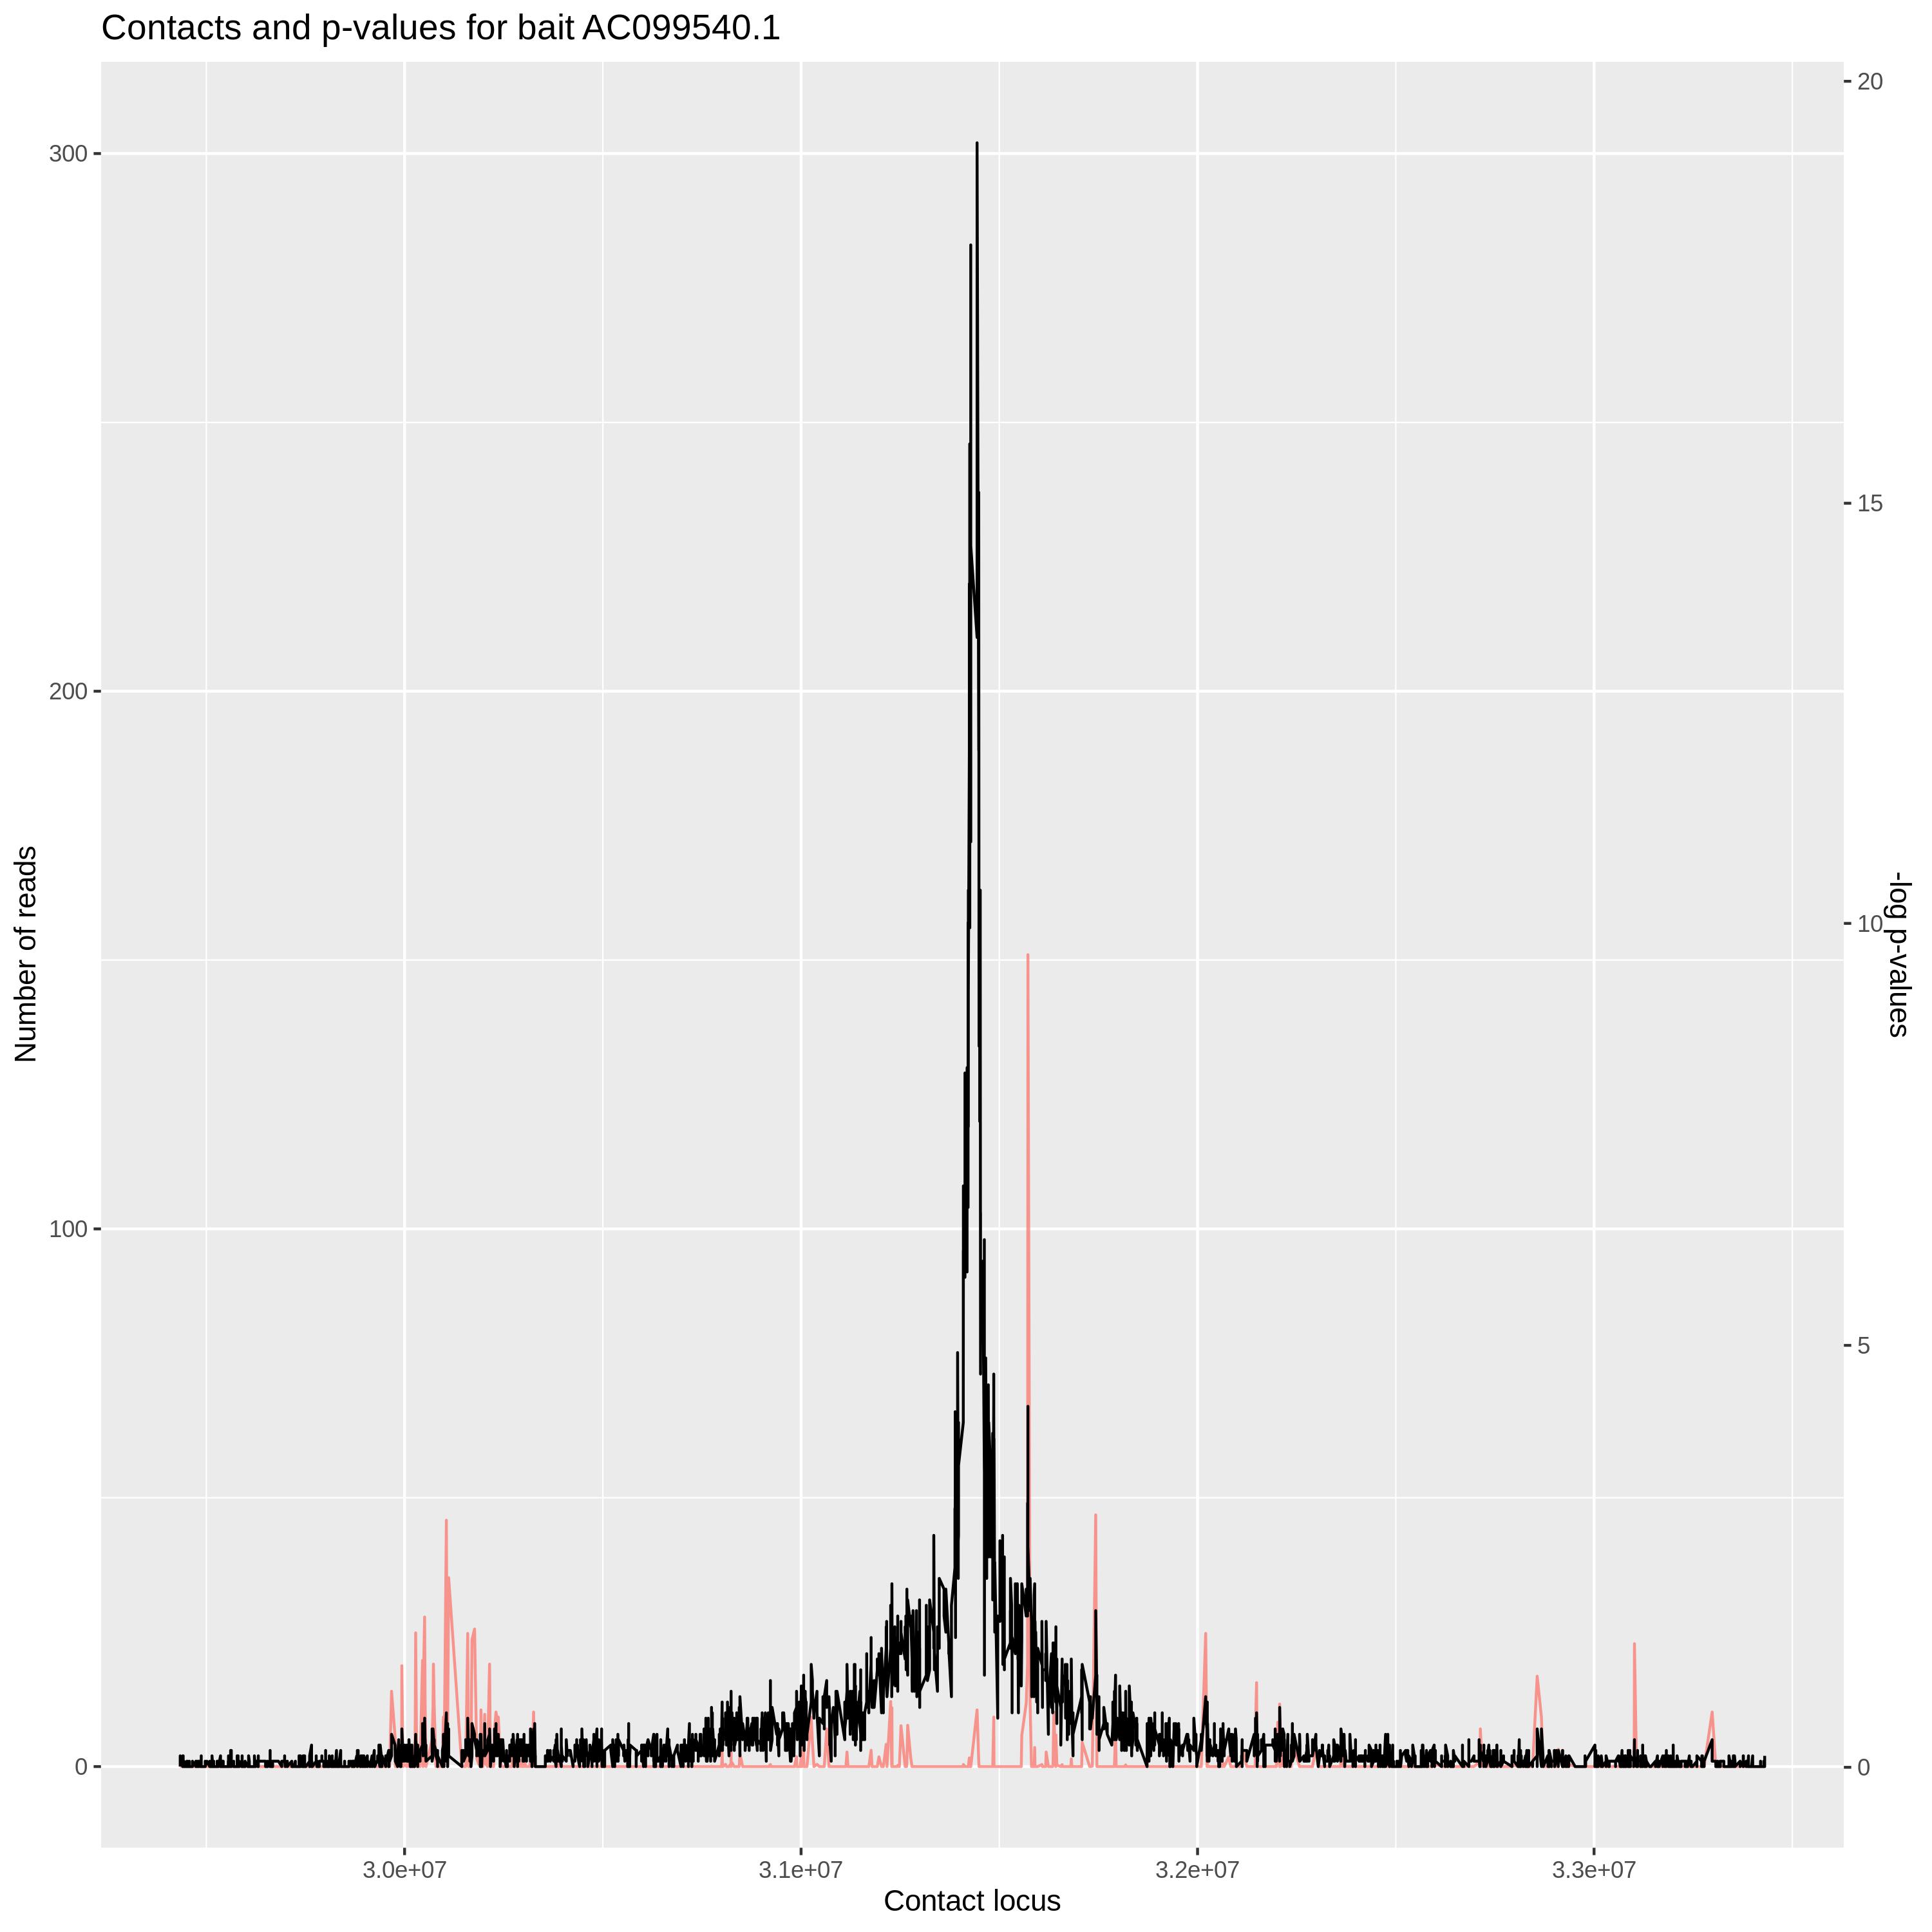 Contacts and p-values for bait AC099540.1
300
200
100
0
Number of reads
20
15
10
5
0
-log p-values
3.0e+07
3.1e+07
3.2e+07
3.3e+07
Contact locus